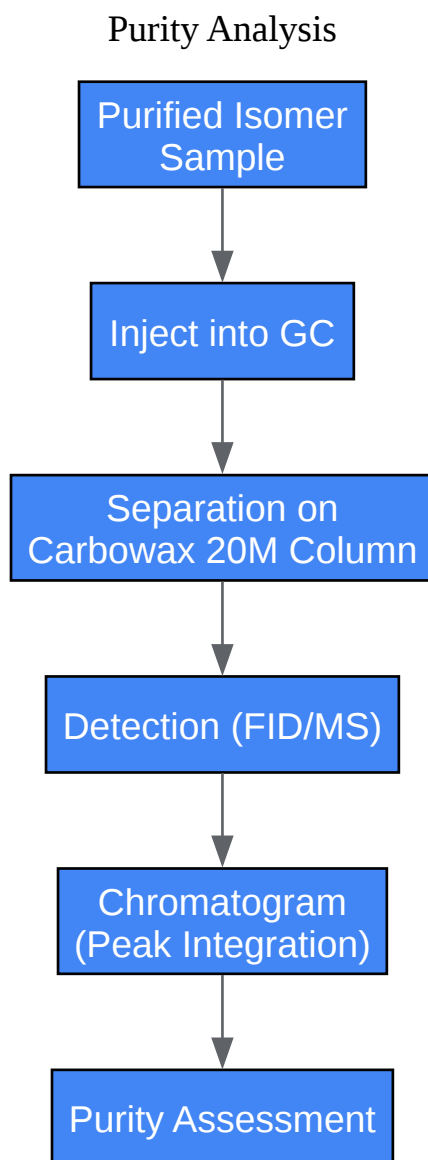 Purity Analysis
Purified Isomer
Sample
Inject into GC
Separation on
Carbowax 20M Column
Detection (FID/MS)
Chromatogram
(Peak Integration)
Purity Assessment